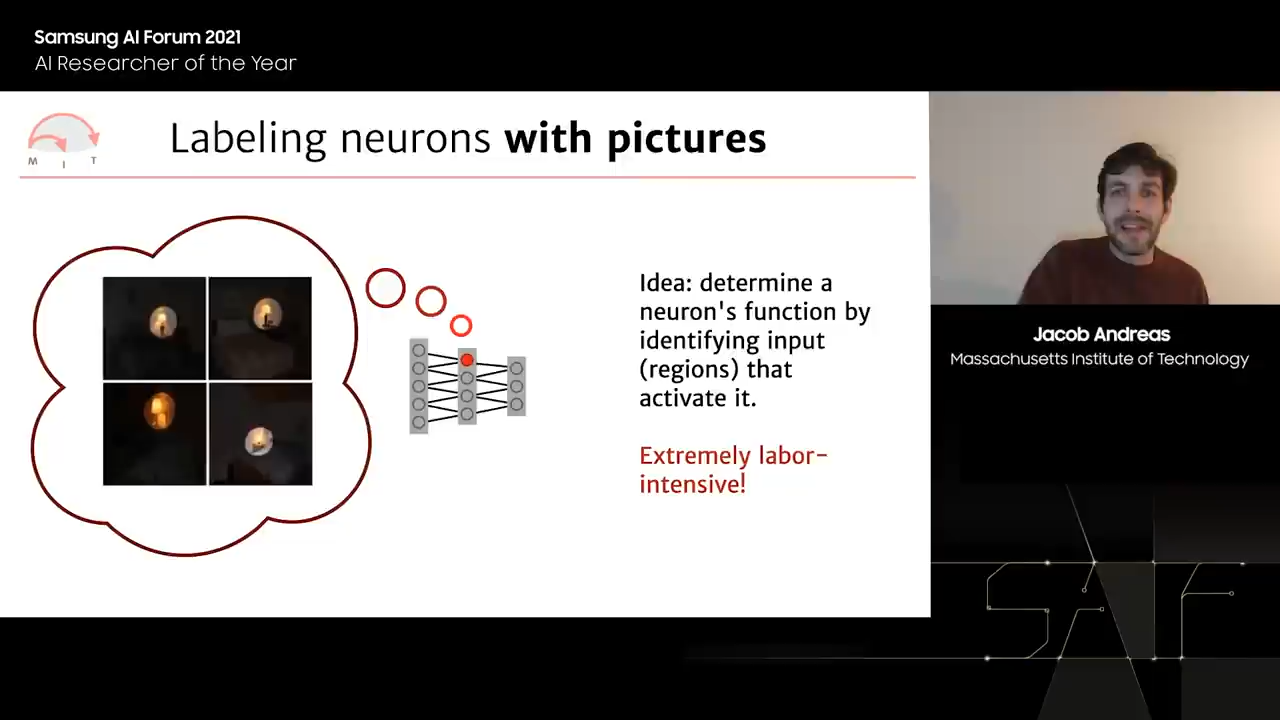 Samsung AI Forum 2021
AI Researcher of the Year
M I T
Labeling neurons with pictures
Idea: determine a
neuron's function by
identifying input
(regions) that
activate it.
Extremely labor-
intensive!
Jacob Andreas
Massachusetts Institute of Technology
SAIF